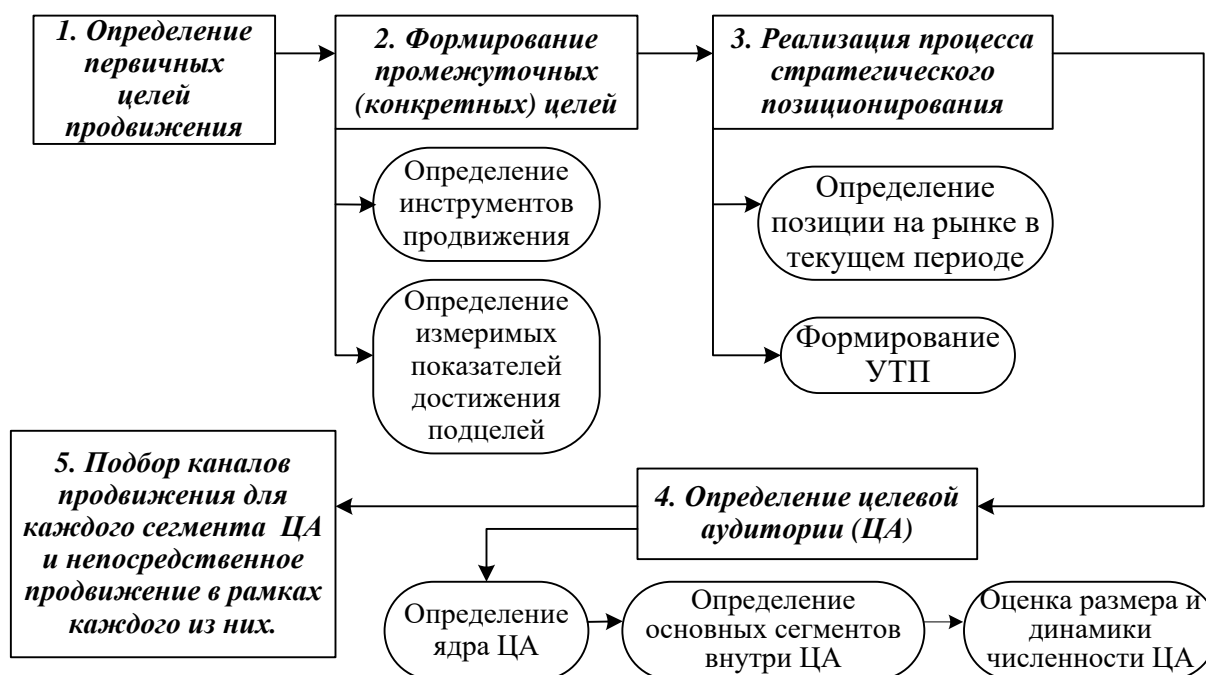 1. Определение
первичных
целей
продвижения
2. Формирование
промежуточных
(конкретных) целей
3. Реализация процесса
стратегического
позиционирования
Определение
инструментов
продвижения
Определение
позиции на рынке в
текущем периоде
Определение
измеримых
показателей
достижения
подцелей
Формирование
УТП
4. Определение целевой
аудитории (ЦА)
5. Подбор каналов
продвижения для
каждого сегмента ЦА
и непосредственное
продвижение в рамках
каждого из них.
Определение
ядра ЦА
Определение
основных сегментов
внутри ЦА
Оценка размера и
динамики
численности ЦА